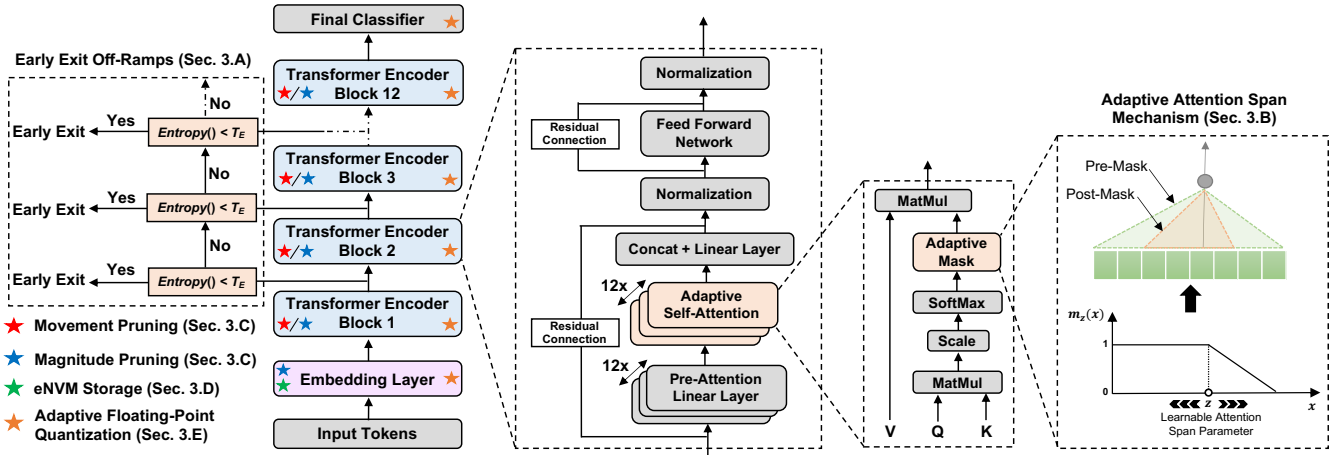 Early Exit Off-Ramps (Sec. 3.A)
No
Yes
Early Exit
Entropy() < T_E
No
Yes
Early Exit
Entropy() < T_E
No
Yes
Early Exit
Entropy() < T_E
Movement Pruning (Sec. 3.C)
Magnitude Pruning (Sec. 3.C)
eNVM Storage (Sec. 3.D)
Adaptive Floating-Point
Quantization (Sec. 3.E)
Final Classifier
Transformer Encoder
Block 12
/
Transformer Encoder
Block 3
/
Transformer Encoder
Block 2
/
Transformer Encoder
Block 1
/
Embedding Layer
Input Tokens
Normalization
Residual
Connection
Feed Forward
Network
Normalization
Concat + Linear Layer
12x
Adaptive
Self-Attention
Residual
Connection
12x
Pre-Attention
Linear Layer
MatMul
Adaptive
Mask
SoftMax
Scale
MatMul
V Q K
Adaptive Attention Span
Mechanism (Sec. 3.B)
Pre-Mask
Post-Mask
m_z(x)
1
0
z
x
Learnable Attention
Span Parameter